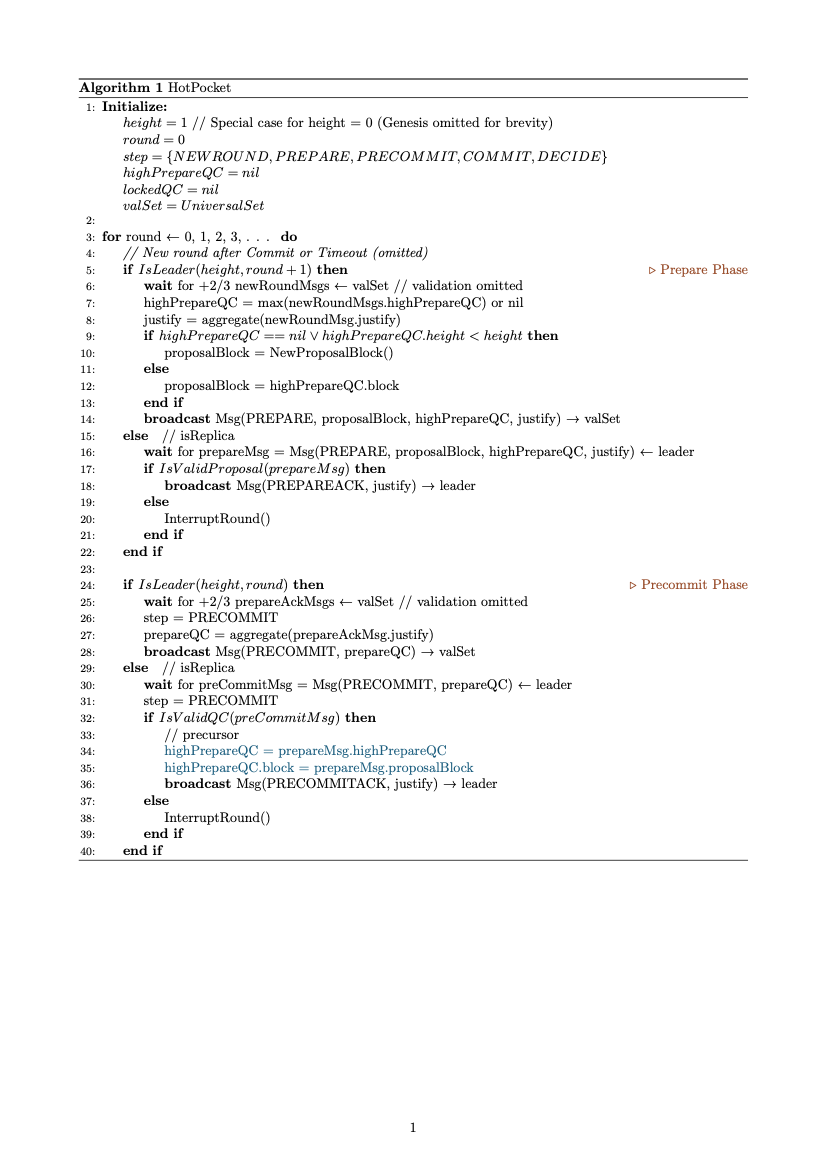 Algorithm 1 HotPocket
1: Initialize:
height = 1 // Special case for height = 0 (Genesis omitted for brevity)
round = 0
step = {NEWROUND, PREPARE, PRECOMMIT, COMMIT, DECIDE}
highPrepareQC = nil
lockedQC = nil
valSet = UniversalSet
2:
3: for round ← 0, 1, 2, 3, . . . do
4: // New round after Commit or Timeout (omitted)
5: if IsLeader(height, round + 1) then ▷ Prepare Phase
6: wait for +2/3 newRoundMsgs ← valSet // validation omitted
7: highPrepareQC = max(newRoundMsgs.highPrepareQC) or nil
8: justify = aggregate(newRoundMsg.justify)
9: if highPrepareQC == nil ∨ highPrepareQC.height < height then
10: proposalBlock = NewProposalBlock()
11: else
12: proposalBlock = highPrepareQC.block
13: end if
14: broadcast Msg(PREPARE, proposalBlock, highPrepareQC, justify) → valSet
15: else // isReplica
16: wait for prepareMsg = Msg(PREPARE, proposalBlock, highPrepareQC, justify) ← leader
17: if IsValidProposal(prepareMsg) then
18: broadcast Msg(PREPAREACK, justify) → leader
19: else
20: InterruptRound()
21: end if
22: end if
23:
24: if IsLeader(height, round) then ▷ Precommit Phase
25: wait for +2/3 prepareAckMsgs ← valSet // validation omitted
26: step = PRECOMMIT
27: prepareQC = aggregate(prepareAckMsg.justify)
28: broadcast Msg(PRECOMMIT, prepareQC) → valSet
29: else // isReplica
30: wait for preCommitMsg = Msg(PRECOMMIT, prepareQC) ← leader
31: step = PRECOMMIT
32: if IsValidQC(preCommitMsg) then
33: // precursor
34: highPrepareQC = prepareMsg.highPrepareQC
35: highPrepareQC.block = prepareMsg.proposalBlock
36: broadcast Msg(PRECOMMITACK, justify) → leader
37: else
38: InterruptRound()
39: end if
40: end if
1